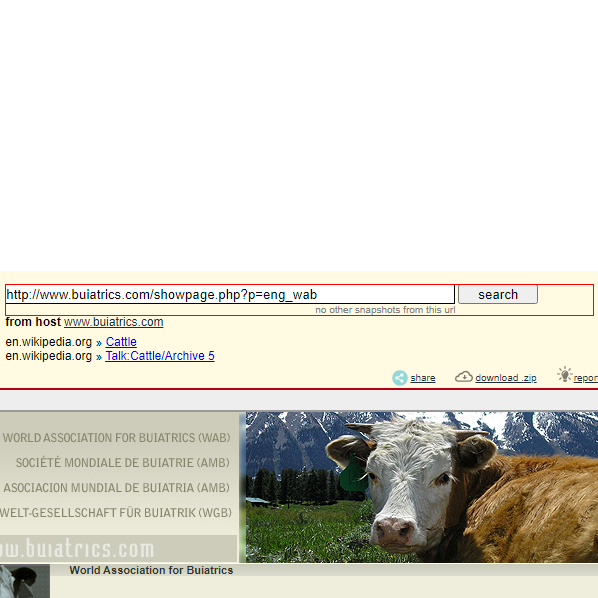 http://www.buiatrics.com/showpage.php?p=eng_wab search
no other snapshots from this url
from host www.buiatrics.com
en.wikipedia.org » Cattle
en.wikipedia.org » Talk:Cattle/Archive 5
share download .zip repor
WORLD ASSOCIATION FOR BUIATRICS (WAB)
SOCIÉTÉ MONDIALE DE BUIATRIE (AMB)
ASOCIACION MUNDIAL DE BUIATRIA (AMB)
WELT-GESELLSCHAFT FÜR BUIATRIK (WGB)
ww.buiatrics.com
World Association for Buiatrics